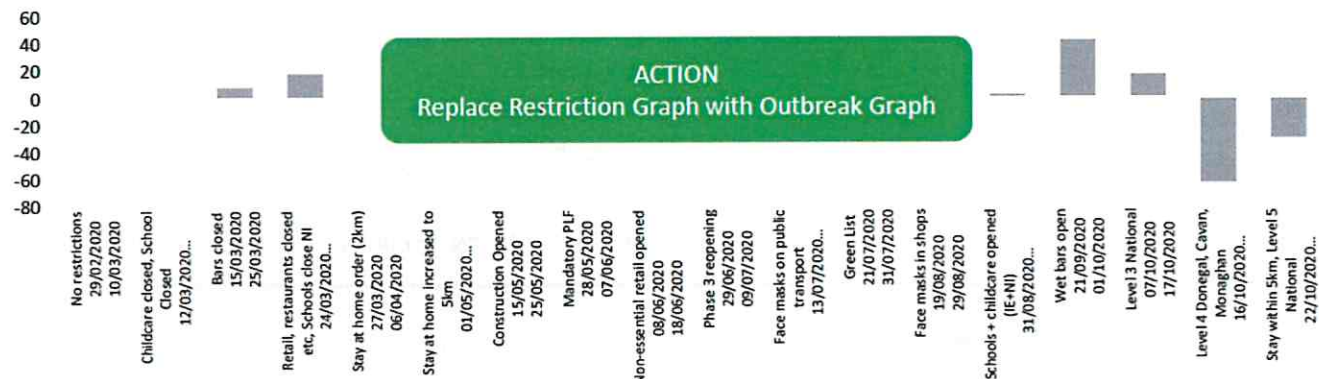 60
40
20
0
-20
-40
-60
-80
ACTION
Replace Restriction Graph with Outbreak Graph
No restrictions
29/02/2020
10/03/2020
Childcare closed, School
Closed
12/03/2020...
Bars closed
15/03/2020
25/03/2020
Retail, restaurants closed
etc, Schools close NI
24/03/2020...
Stay at home order (2km)
27/03/2020
06/04/2020
Stay at home increased to
5km
01/05/2020...
Construction Opened
15/05/2020
25/05/2020
Mandatory PLF
28/05/2020
07/06/2020
Non-essential retail opened
08/06/2020
18/06/2020
Phase 3 reopening
29/06/2020
09/07/2020
Face masks on public
transport
13/07/2020...
Green List
21/07/2020
31/07/2020
Face masks in shops
19/08/2020
29/08/2020
Schools + childcare opened
(IE+NI)
31/08/2020...
Wet bars open
21/09/2020
01/10/2020
Level 3 National
07/10/2020
17/10/2020
Level 4 Donegal, Cavan,
Monaghan
16/10/2020...
Stay within 5km, Level 5
National
22/10/2020...